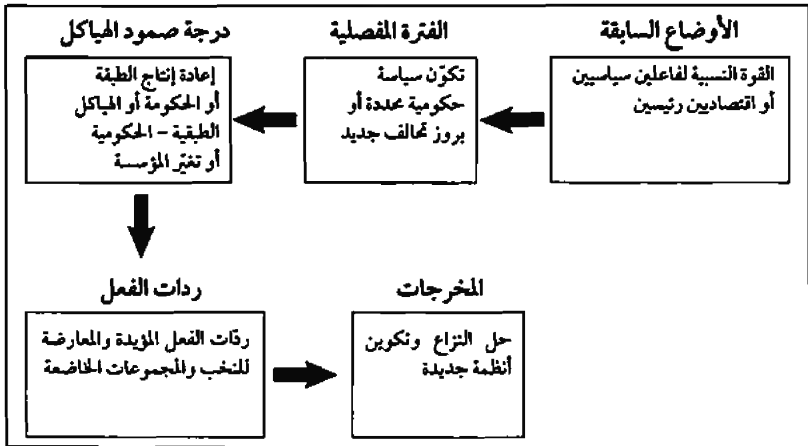 الأوضاع السابقة
القوة النسبية لفاعلين سياسيين
أو اقتصاديين رئيسين
الفترة المفصلية
تكوّن سياسة
حكومية محددة أو
بروز تحالف جديد
درجة صمود الهياكل
إعادة إنتاج الطبقة
أو الحكومة أو الهياكل
الطبقية - الحكومية
أو تغيّر المؤسسة
ردات الفعل
ردّات الفعل المؤيدة والمعارضة
للنخب والمجموعات الخاضعة
المخرجات
حل النزاع وتكوين
أنظمة جديدة